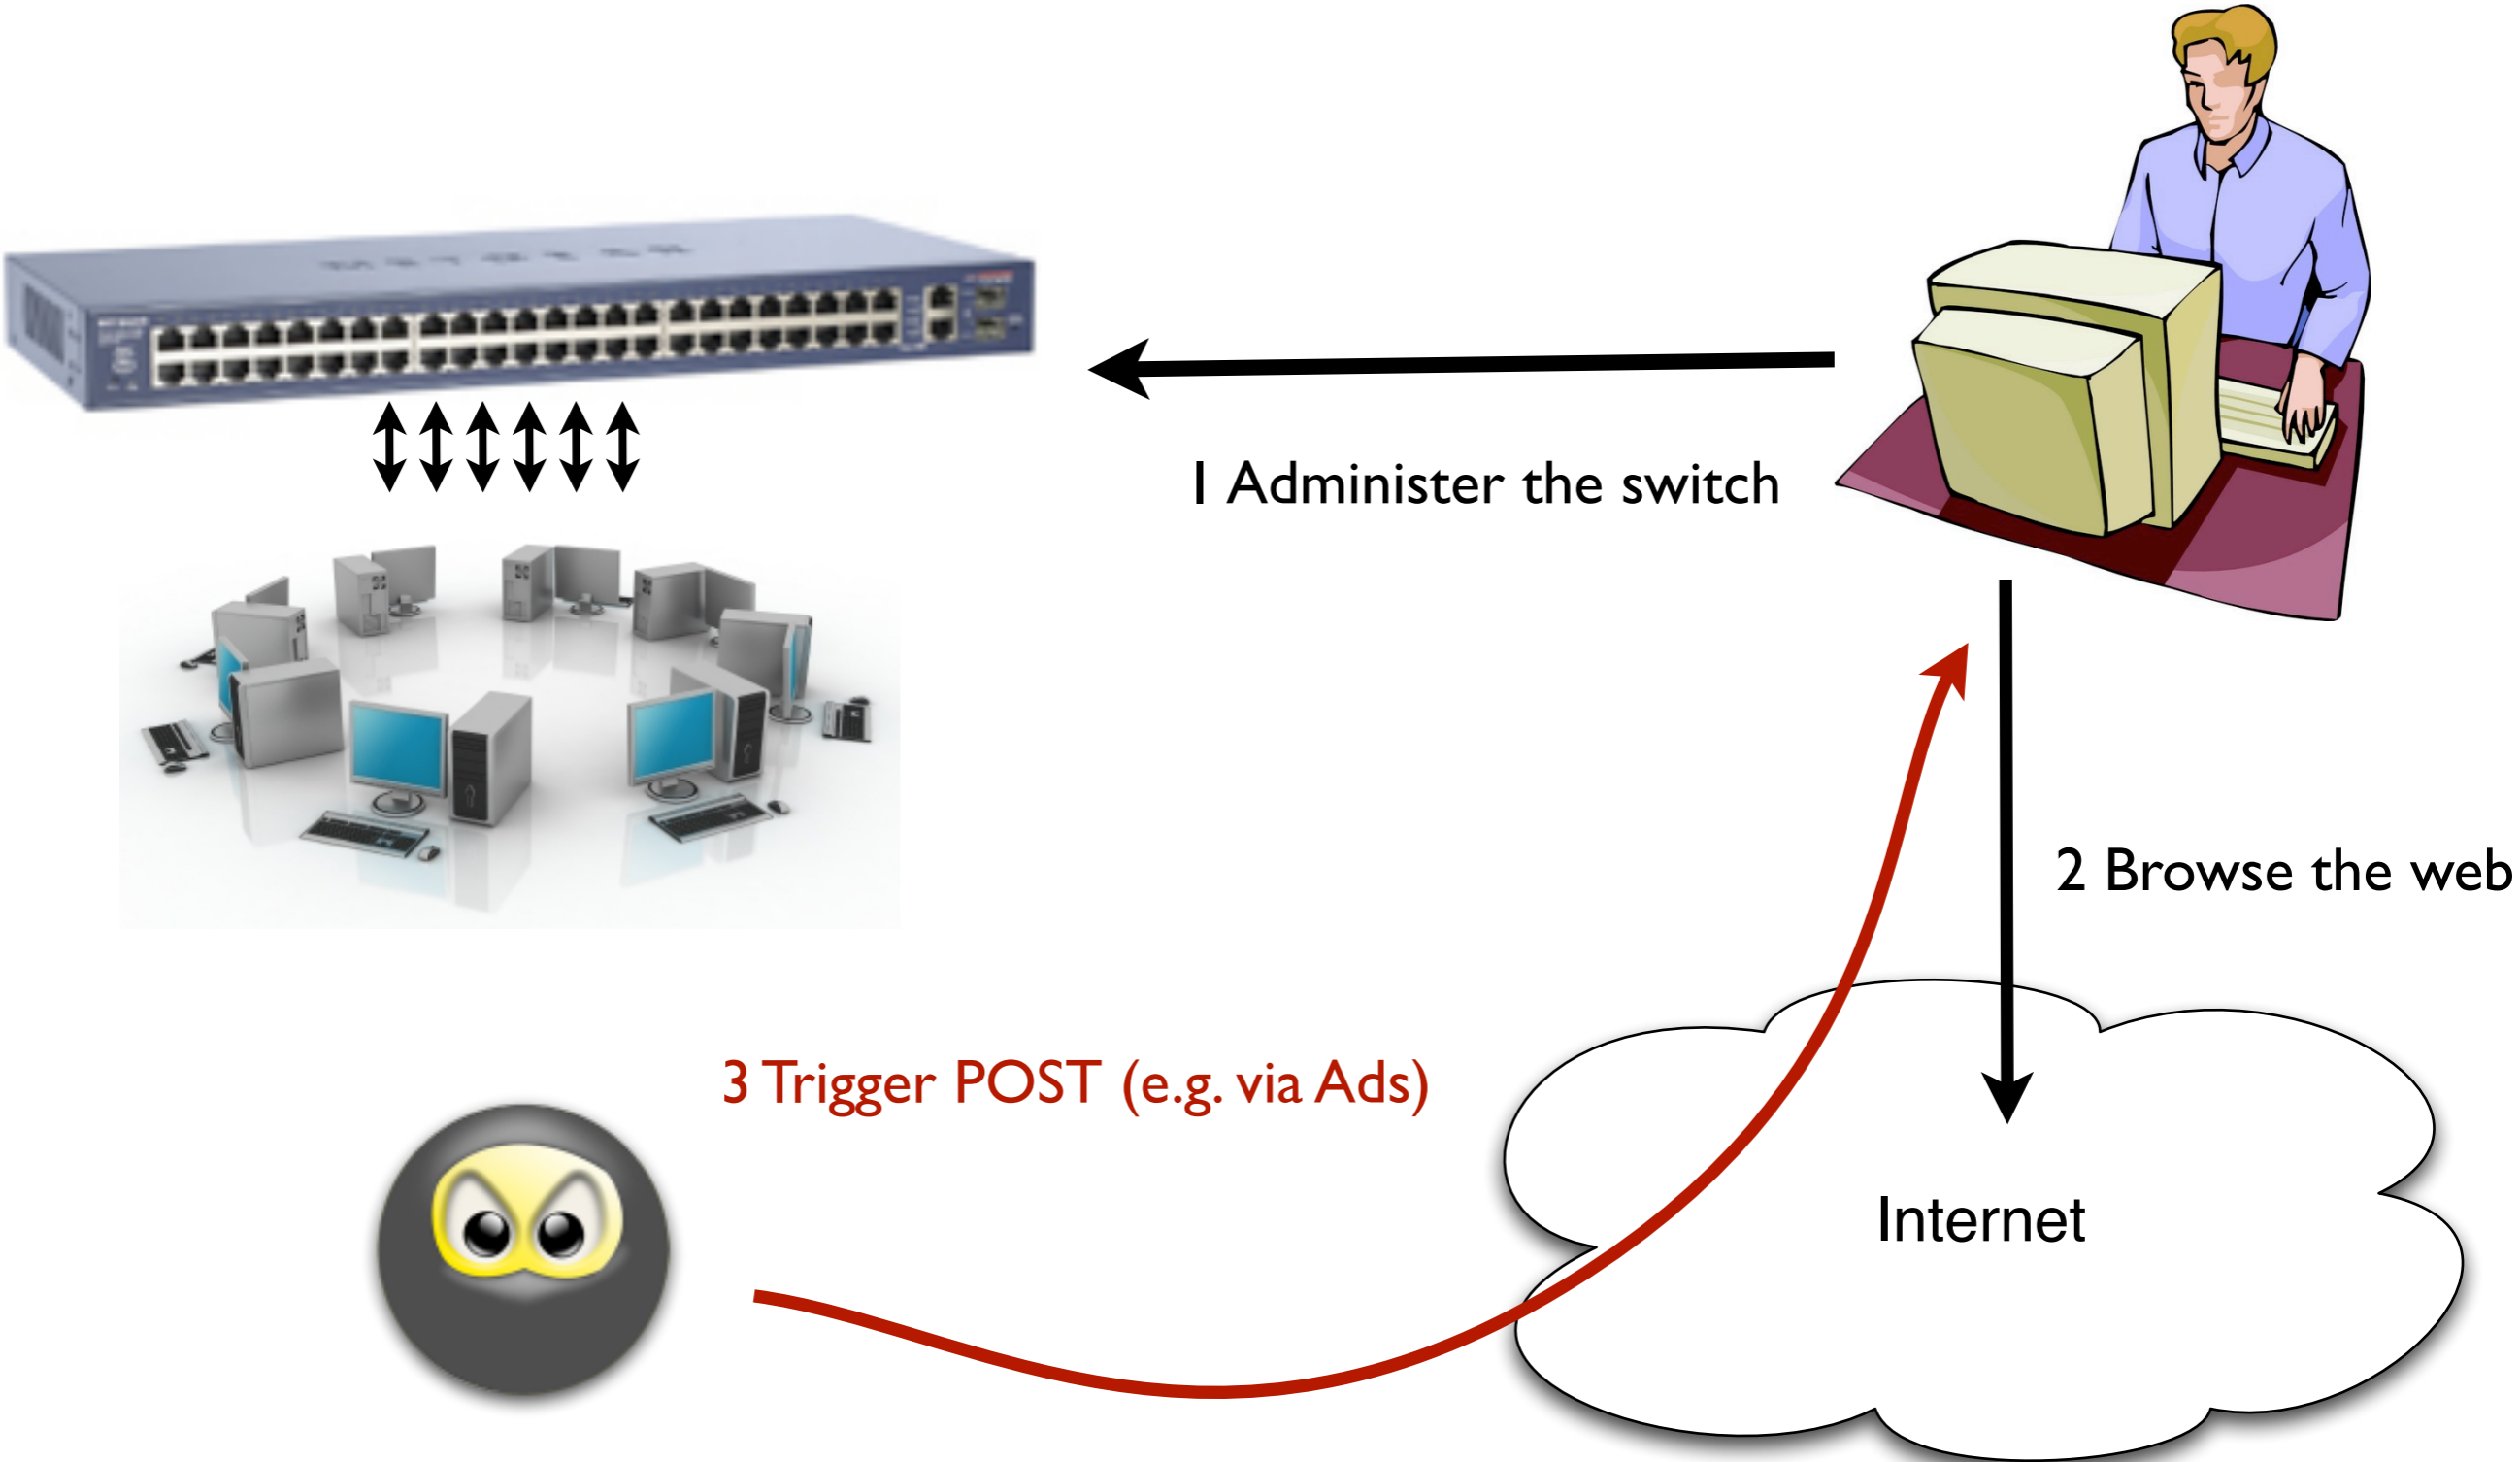 1 Administer the switch
2 Browse the web
3 Trigger POST (e.g. via Ads)
Internet